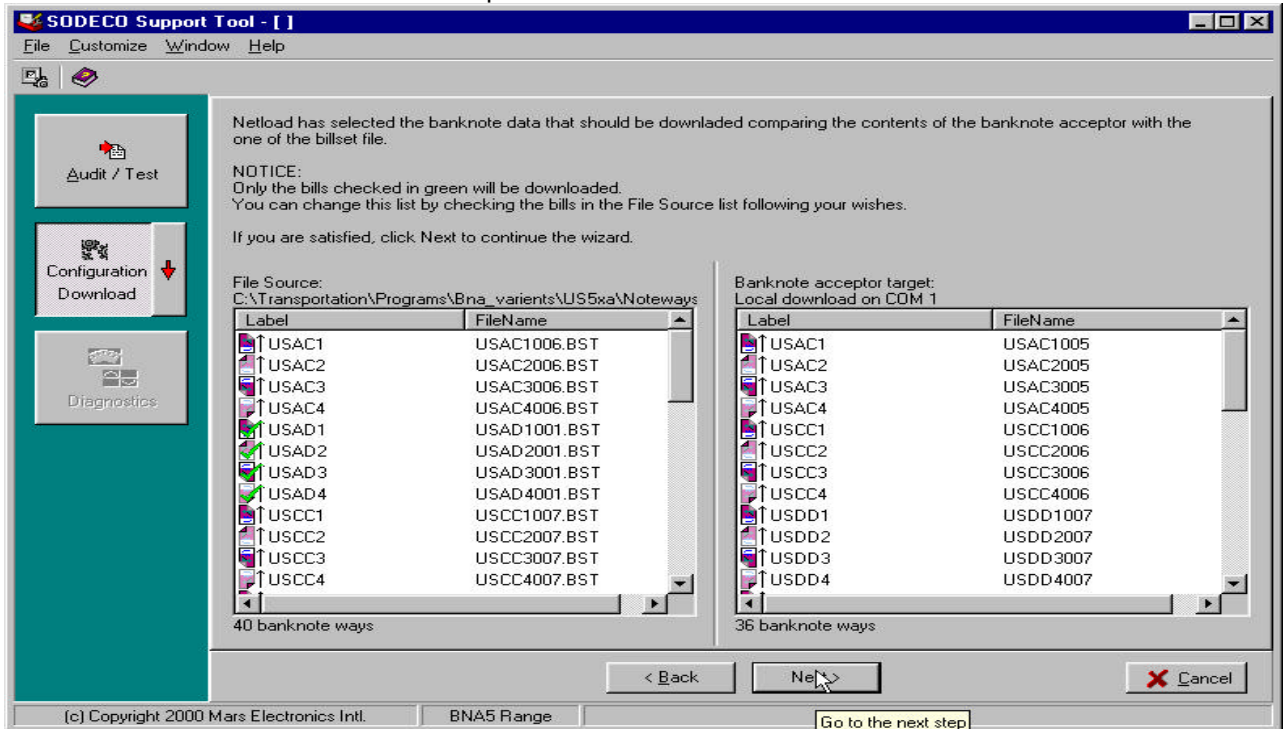 SODECO Support Tool - [ ]
File Customize Window Help
Audit / Test
Configuration
Download
Diagnostics
Netload has selected the banknote data that should be downladed comparing the contents of the banknote acceptor with the
one of the billset file.
NOTICE:
Only the bills checked in green will be downloaded.
You can change this list by checking the bills in the File Source list following your wishes.
If you are satisfied, click Next to continue the wizard.
File Source:
C:\Transportation\Programs\Bna_varients\US5xa\Noteways
Label FileName
USAC1 USAC1006.BST
USAC2 USAC2006.BST
USAC3 USAC3006.BST
USAC4 USAC4006.BST
USAD1 USAD1001.BST
USAD2 USAD2001.BST
USAD3 USAD3001.BST
USAD4 USAD4001.BST
USCC1 USCC1007.BST
USCC2 USCC2007.BST
USCC3 USCC3007.BST
USCC4 USCC4007.BST
40 banknote ways
Banknote acceptor target:
Local download on COM 1
Label FileName
USAC1 USAC1005
USAC2 USAC2005
USAC3 USAC3005
USAC4 USAC4005
USCC1 USCC1006
USCC2 USCC2006
USCC3 USCC3006
USCC4 USCC4006
USDD1 USDD1007
USDD2 USDD2007
USDD3 USDD3007
USDD4 USDD4007
36 banknote ways
< Back Next > Cancel
(c) Copyright 2000 Mars Electronics Intl. BNA5 Range
Go to the next step